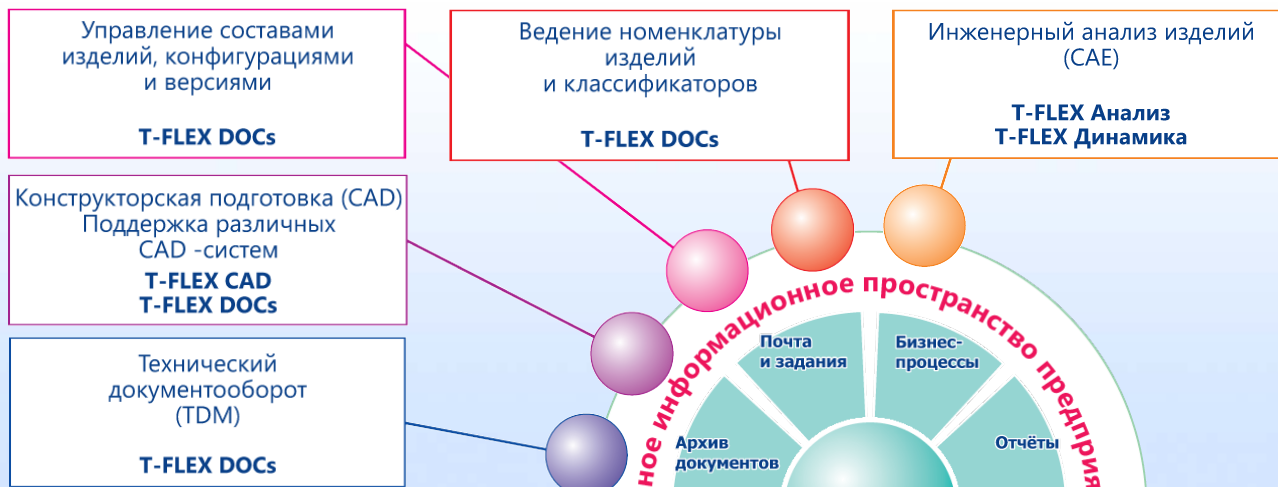 Управление составами
изделий, конфигурациями
и версиями
T-FLEX DOCs
Ведение номенклатуры
изделий
и классификаторов
T-FLEX DOCs
Инженерный анализ изделий
(CAE)
T-FLEX Анализ
T-FLEX Динамика
Конструкторская подготовка (CAD)
Поддержка различных
CAD -систем
T-FLEX CAD
T-FLEX DOCs
Технический
документооборот
(TDM)
T-FLEX DOCs
ное информационное пространство предприя
Почта
и задания
Бизнес-
процессы
Архив
документов
Отчёты